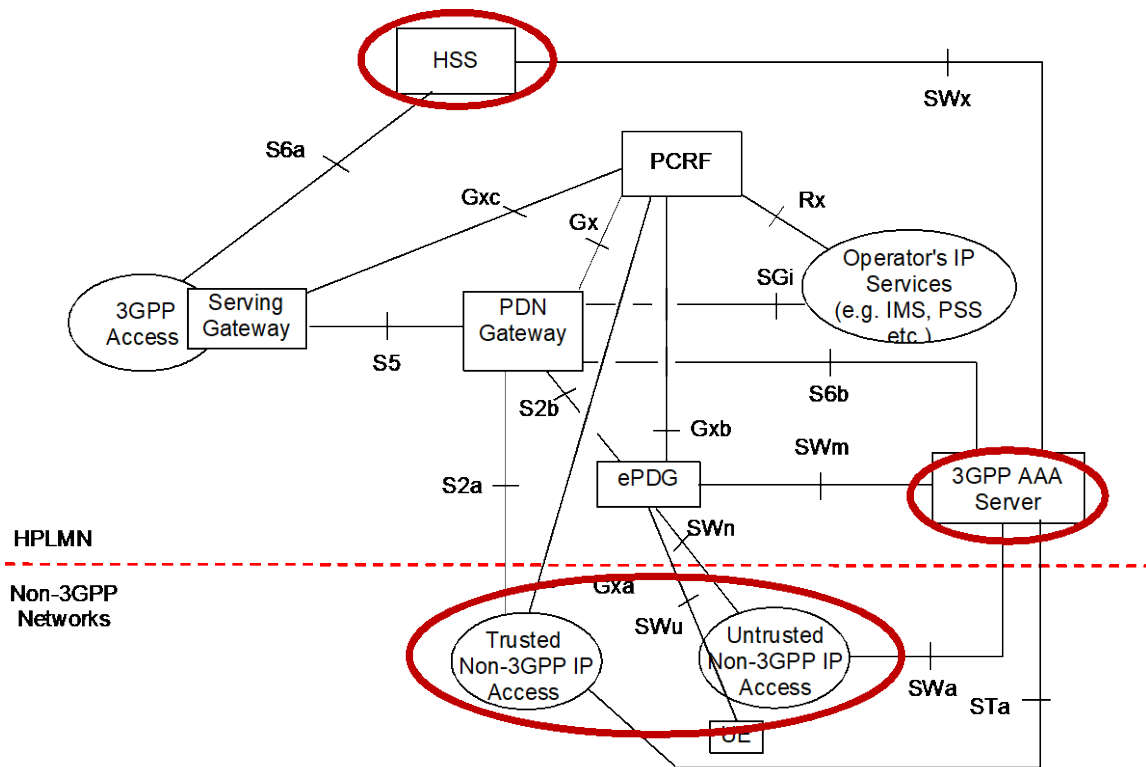 HSS
SWx
S6a
PCRF
Gxc
Rx
Gx
Operator's IP
Services
(e.g. IMS, PSS
etc.)
SGi
3GPP
Access
Serving
Gateway
PDN
Gateway
S5
S6b
S2b
Gxb
SWm
S2a
ePDG
3GPP AAA
Server
SWn
HPLMN
Non-3GPP
Networks
Gxa
SWu
Trusted
Non-3GPP IP
Access
Untrusted
Non-3GPP IP
Access
SWa
STa
UE